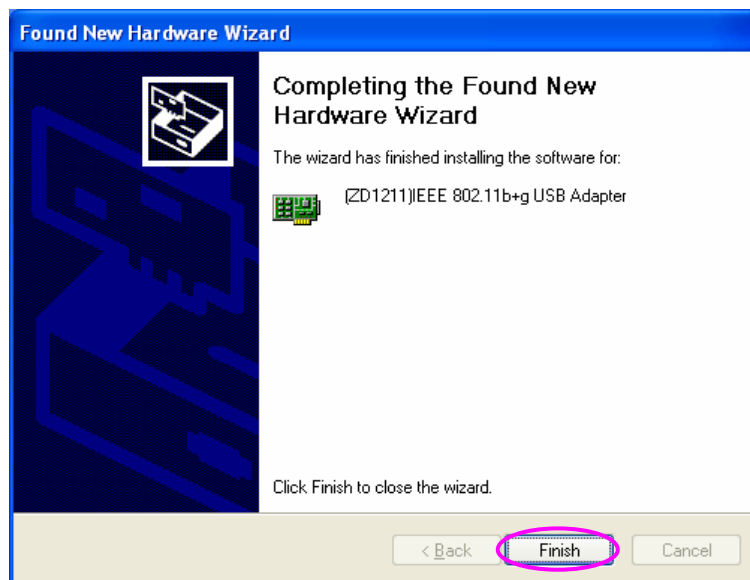 Found New Hardware Wizard
Completing the Found New
Hardware Wizard
The wizard has finished installing the software for:
(ZD1211)IEEE 802.11b+g USB Adapter
Click Finish to close the wizard.
< Back
Finish
Cancel